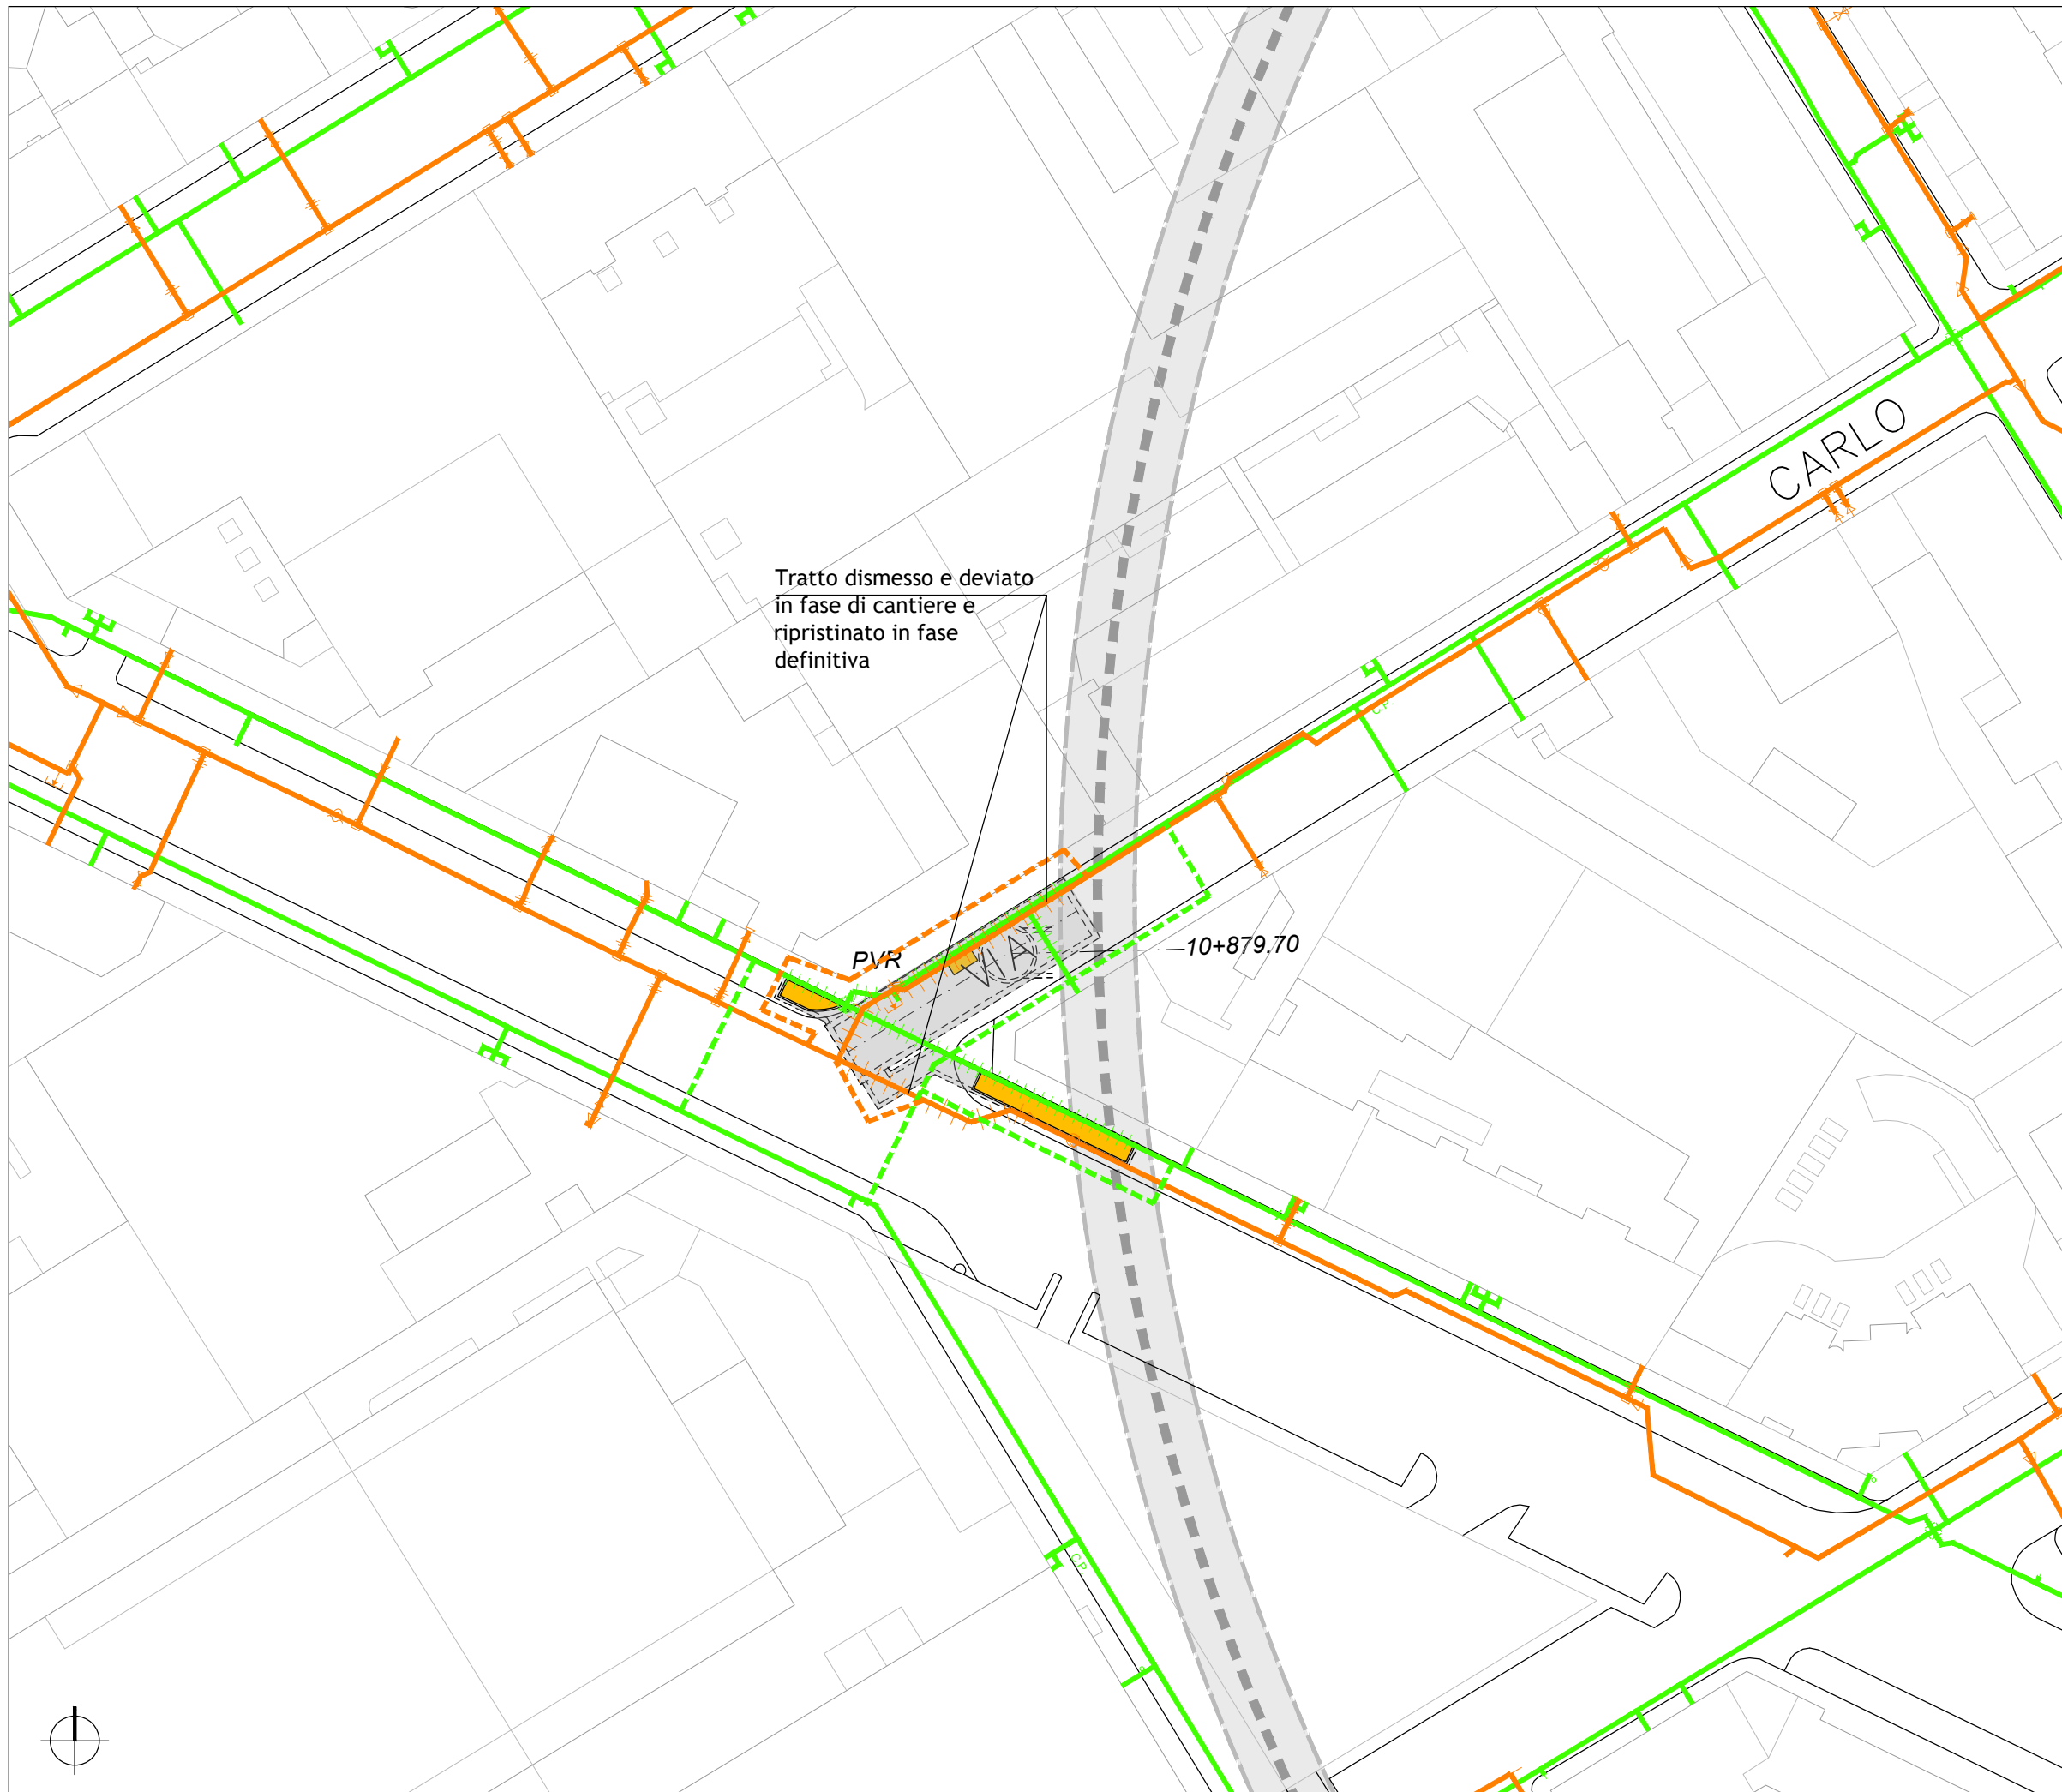 CARLO
Tratto dismesso e deviato
in fase di cantiere e
ripristinato in fase
definitiva
C.P.
PVR
VIA
10+879.70
C.P.